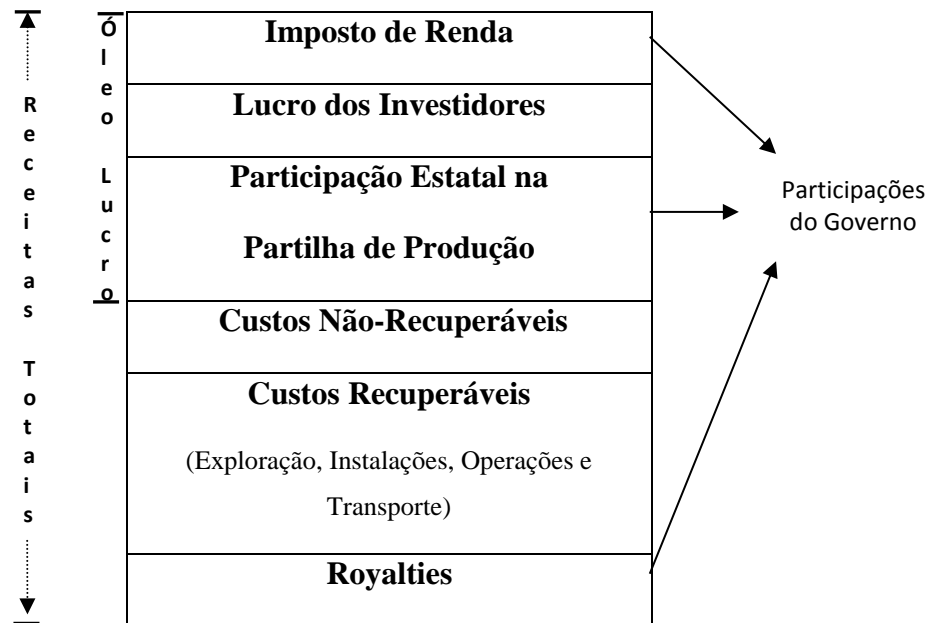 Receitas Totais
Óleo Lucro
Imposto de Renda
Lucro dos Investidores
Participação Estatal na
Partilha de Produção
Custos Não-Recuperáveis
Custos Recuperáveis
(Exploração, Instalações, Operações e
Transporte)
Royalties
Participações
do Governo